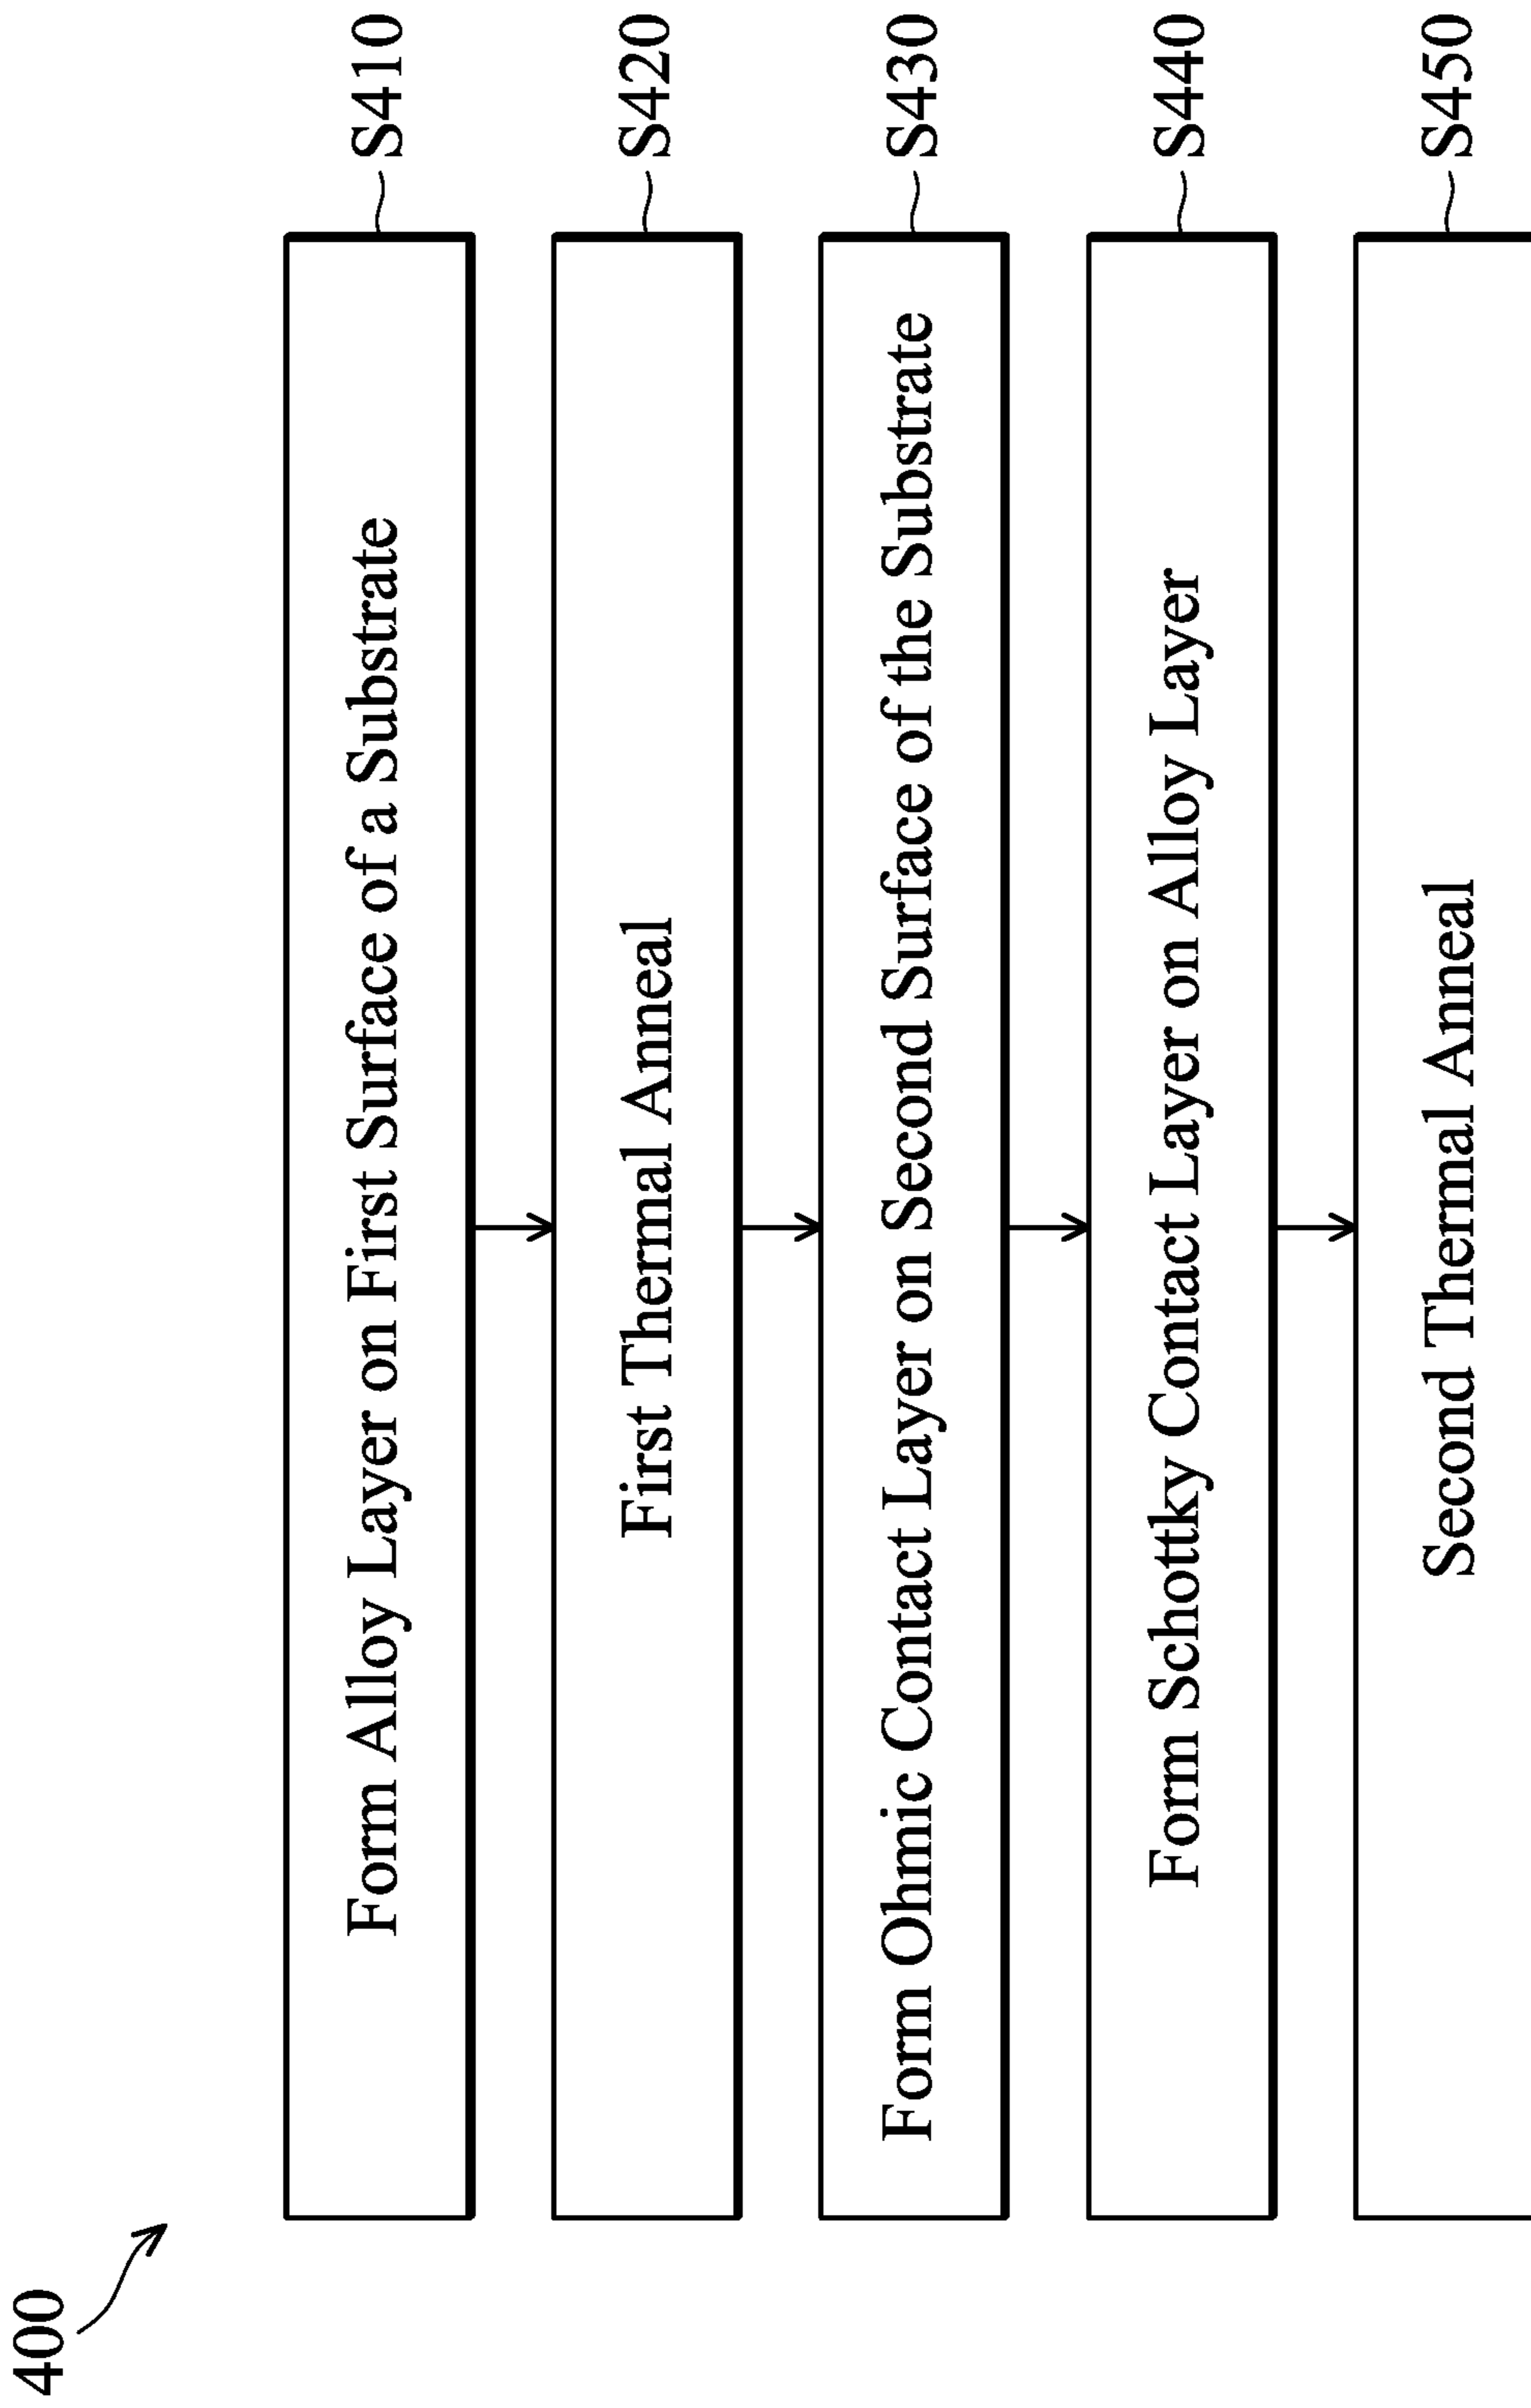 400
Form Alloy Layer on First Surface of a Substrate
S410
First Thermal Anneal
S420
Form Ohmic Contact Layer on Second Surface of the Substrate
S430
Form Schottky Contact Layer on Alloy Layer
S440
Second Thermal Anneal
S450